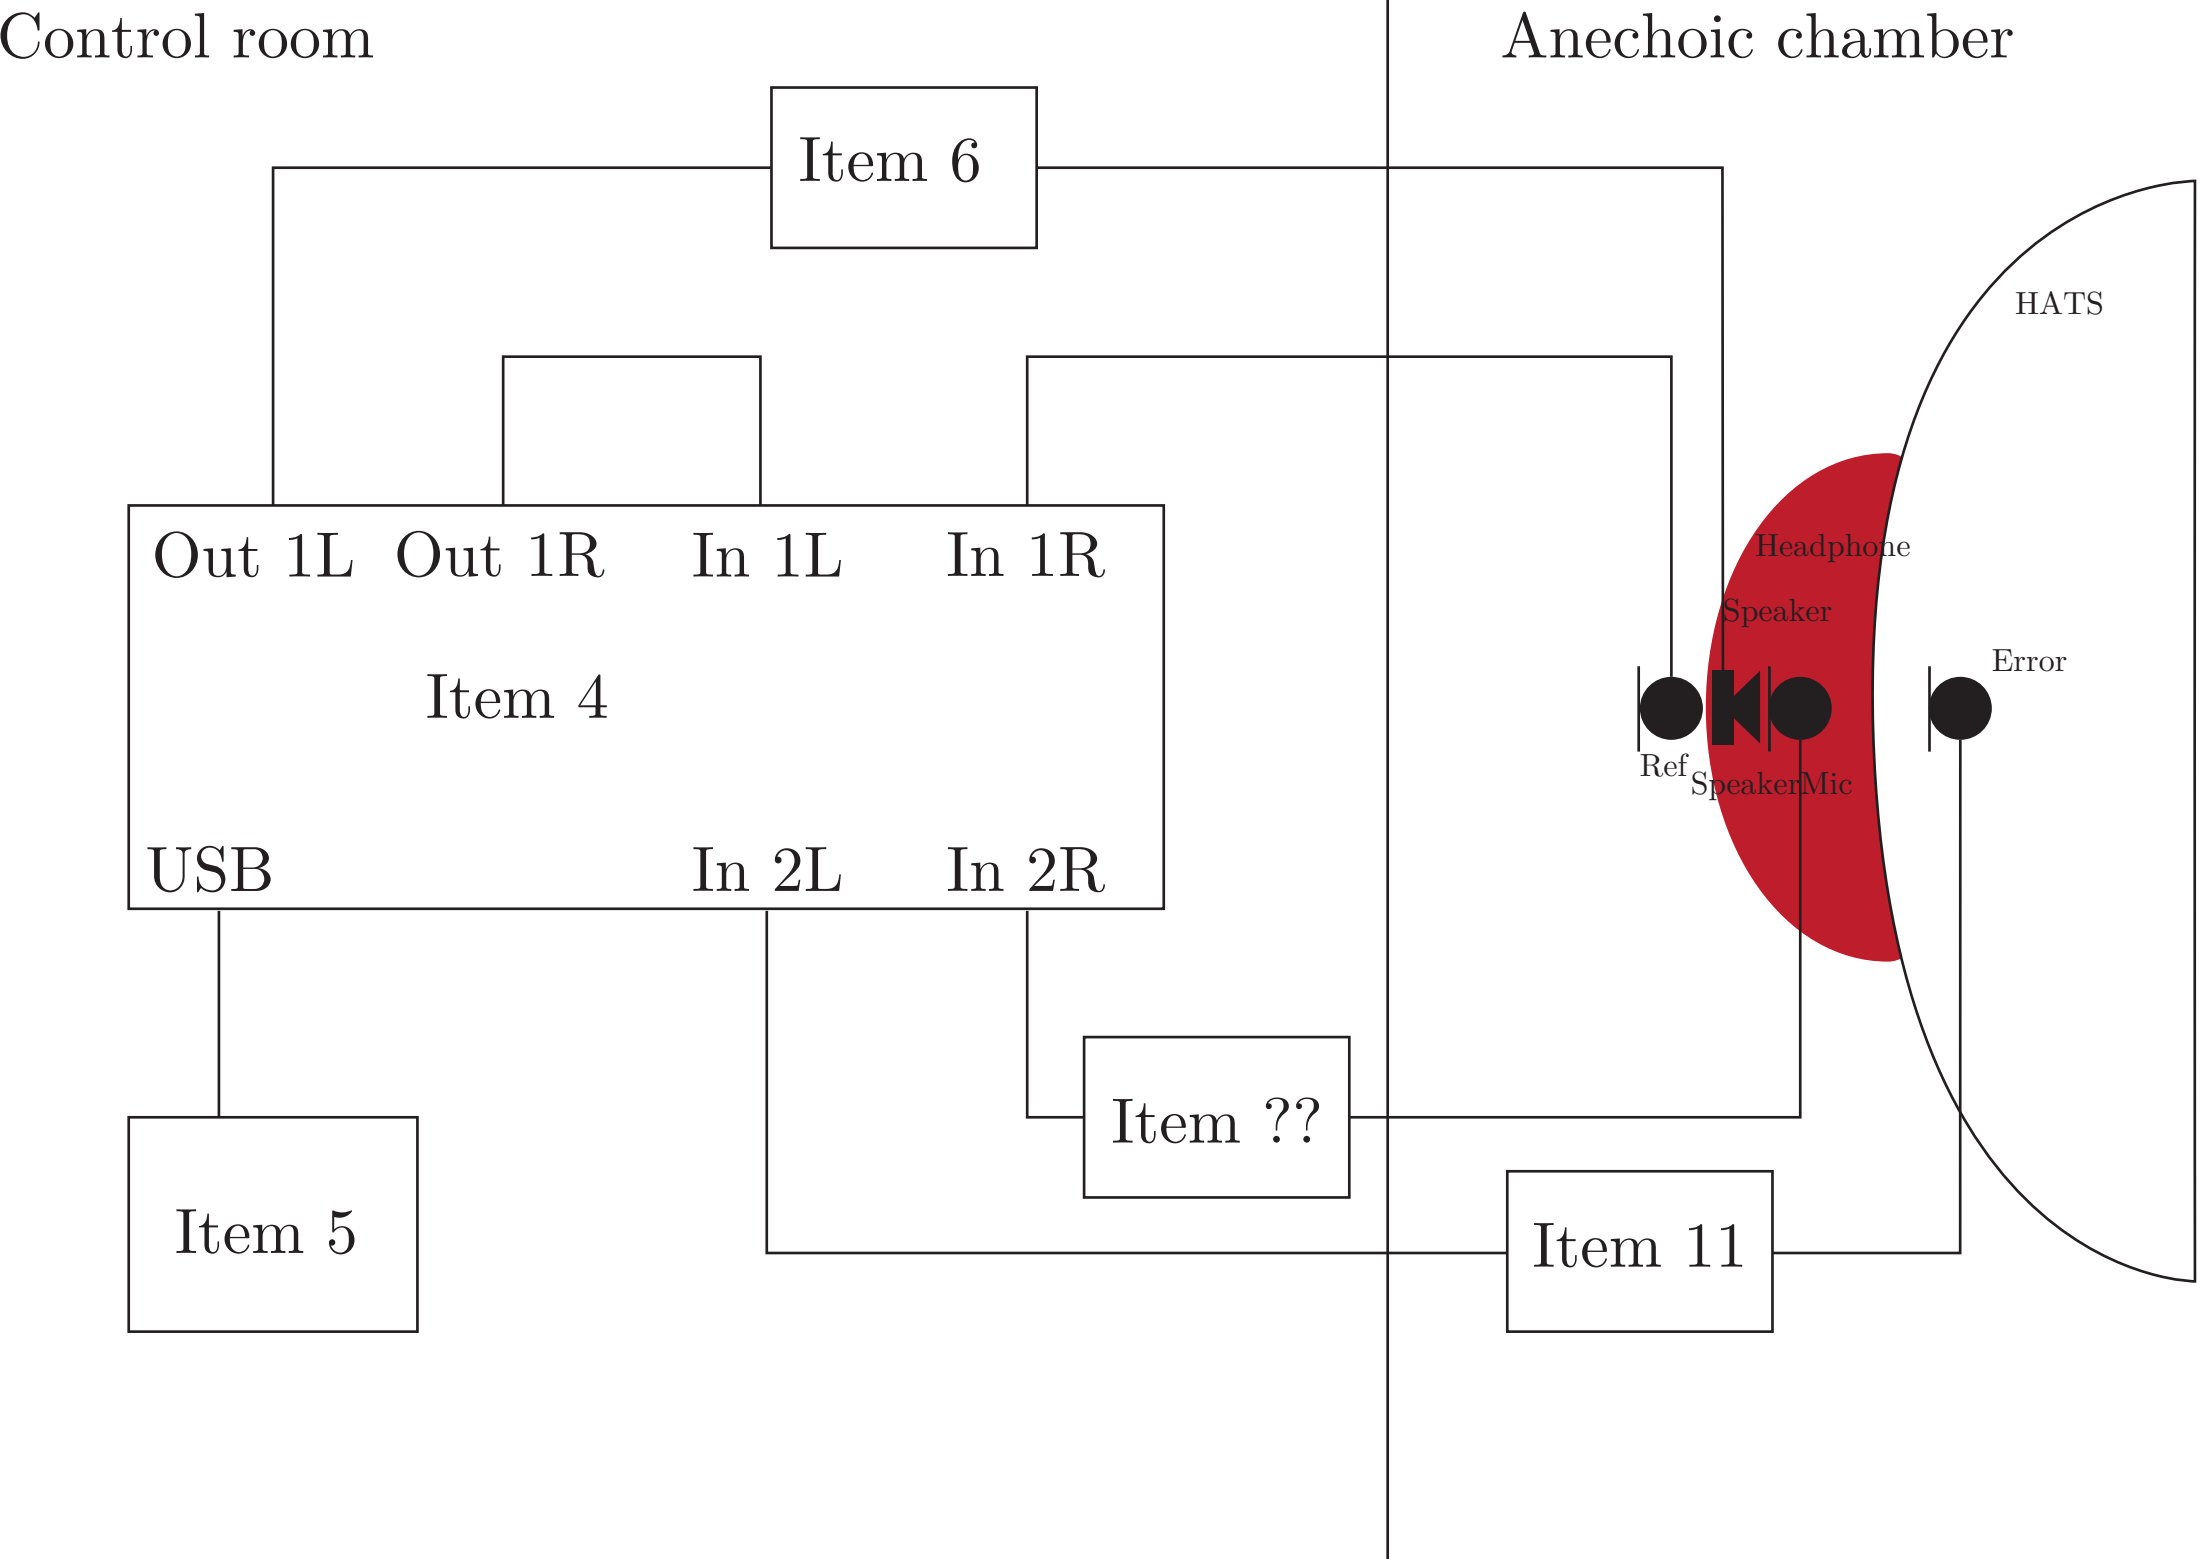 Control room
Anechoic chamber
Item 6
HATS
Out 1L
Out 1R
In 1L
In 1R
Headphone
Speaker
Item 4
Error
Ref
SpeakerMic
USB
In 2L
In 2R
Item ??
Item 5
Item 11